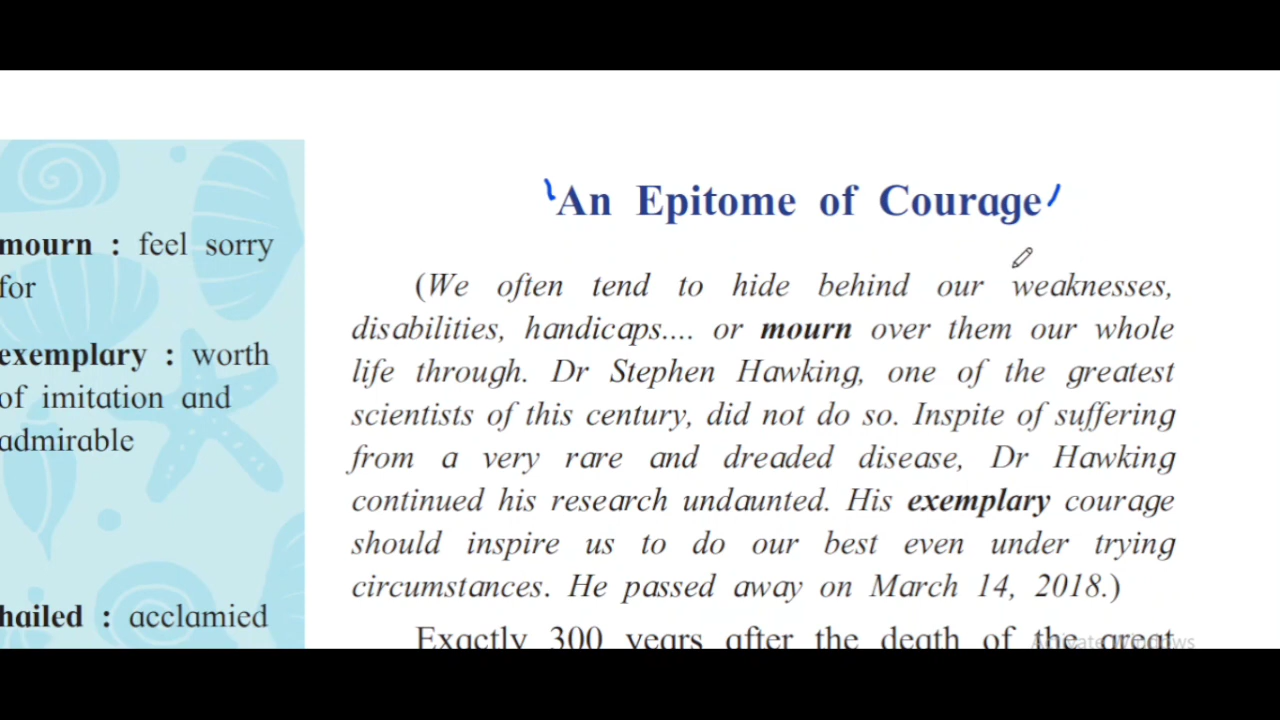 An Epitome of Courage
mourn : feel sorry
for
exemplary : worth
of imitation and
admirable
hailed : acclamied
(We often tend to hide behind our weaknesses,
disabilities, handicaps.... or mourn over them our whole
life through. Dr Stephen Hawking, one of the greatest
scientists of this century, did not do so. Inspite of suffering
from a very rare and dreaded disease, Dr Hawking
continued his research undaunted. His exemplary courage
should inspire us to do our best even under trying
circumstances. He passed away on March 14, 2018.)
Exactly 300 years after the death of the great
Activate Windows